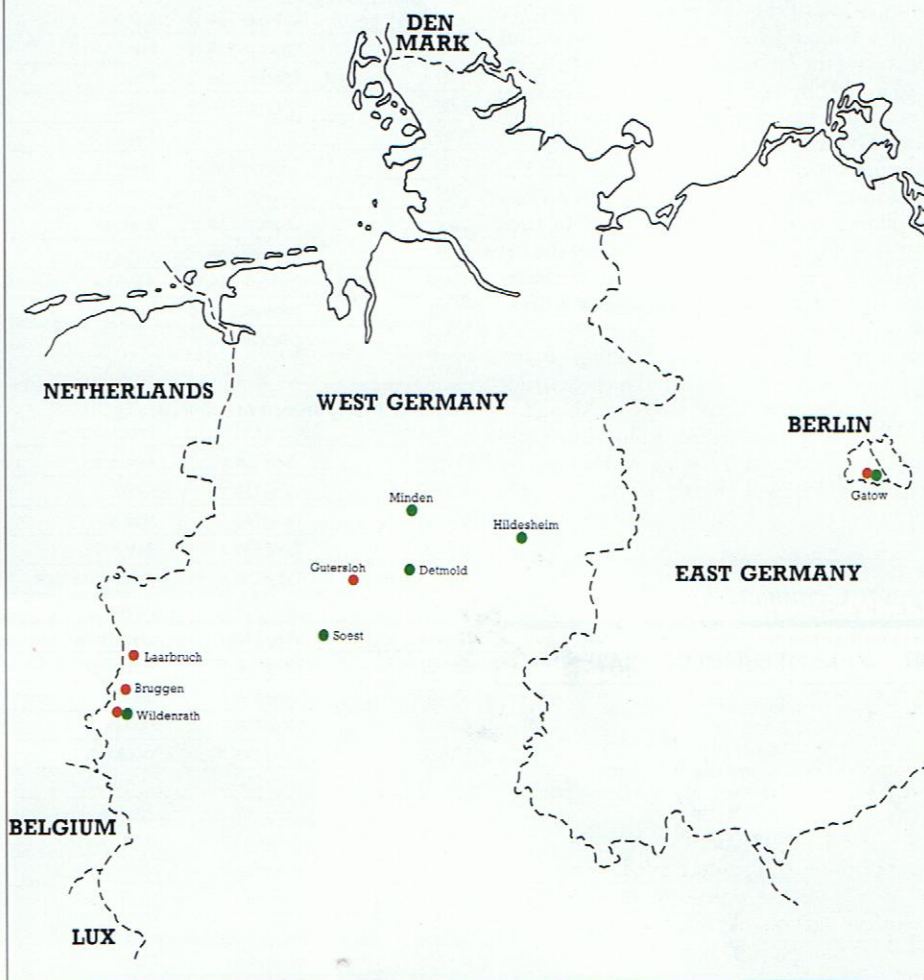 DEN
MARK
NETHERLANDS
WEST GERMANY
BERLIN
Gatow
Minden
Hildesheim
Gutersloh
Detmold
EAST GERMANY
Soest
Laarbruch
Bruggen
Wildenrath
BELGIUM
LUX